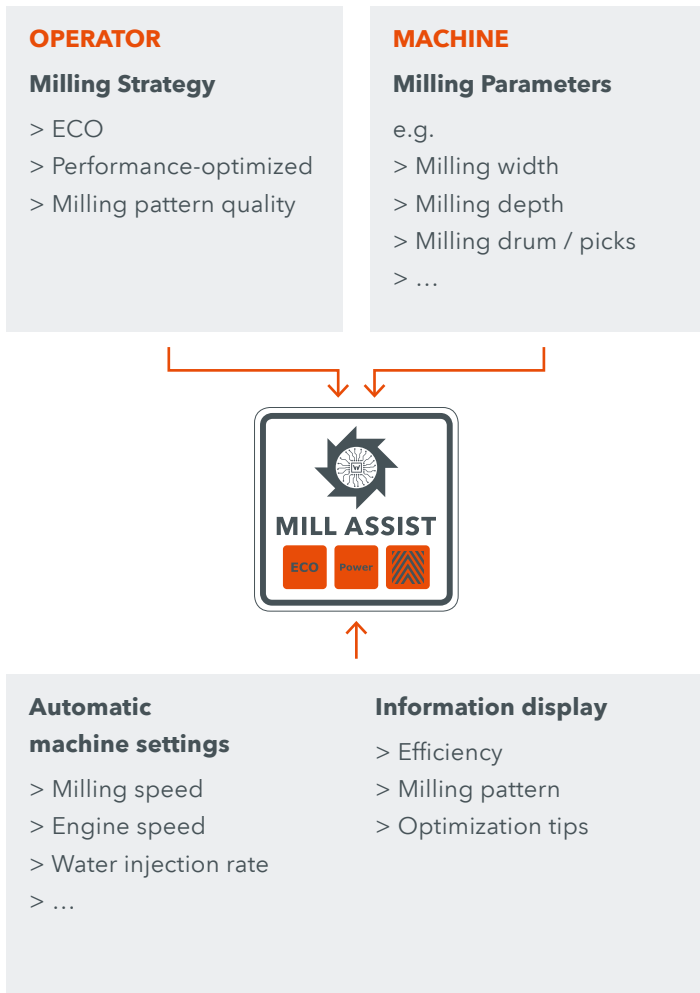 OPERATOR
Milling Strategy
> ECO
> Performance-optimized
> Milling pattern quality
MACHINE
Milling Parameters
e.g.
> Milling width
> Milling depth
> Milling drum / picks
> …
W
MILL ASSIST
ECO
Power
Automatic
machine settings
> Milling speed
> Engine speed
> Water injection rate
> …
Information display
> Efficiency
> Milling pattern
> Optimization tips